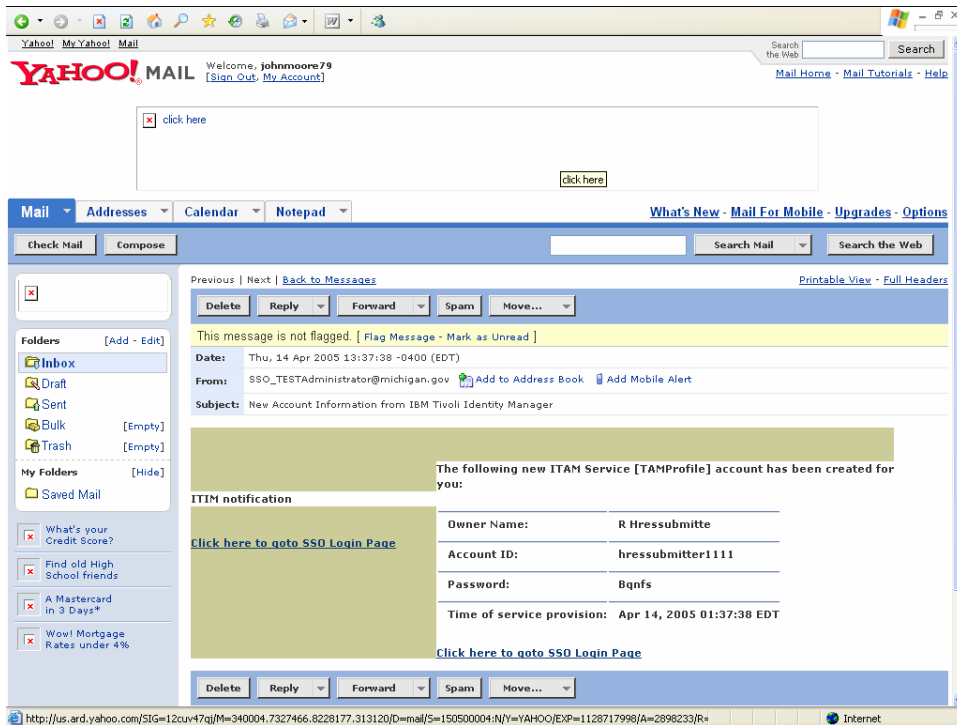 Yahoo! My Yahoo! Mail
Search the Web
Search
YAHOO! MAIL
Welcome, johnmoore79
[Sign Out, My Account]
Mail Home - Mail Tutorials - Help
click here
click here
Mail Addresses Calendar Notepad
What's New - Mail For Mobile - Upgrades - Options
Check Mail Compose
Search Mail Search the Web
Previous | Next | Back to Messages
Printable View - Full Headers
Delete Reply Forward Spam Move...
This message is not flagged. [ Flag Message - Mark as Unread ]
Date: Thu, 14 Apr 2005 13:37:38 -0400 (EDT)
From: SSO_TESTAdministrator@michigan.gov Add to Address Book Add Mobile Alert
Subject: New Account Information from IBM Tivoli Identity Manager
Folders [Add - Edit]
Inbox
Draft
Sent
Bulk [Empty]
Trash [Empty]
My Folders [Hide]
Saved Mail
What's your
Credit Score?
Find old High
School friends
A Mastercard
in 3 Days*
Wow! Mortgage
Rates under 4%
The following new ITAM Service [TAMProfile] account has been created for
you:
ITIM notification
Click here to goto SSO Login Page
Owner Name: R Hressubmitte
Account ID: hressubmitter1111
Password: Bqnfs
Time of service provision: Apr 14, 2005 01:37:38 EDT
Click here to goto SSO Login Page
Delete Reply Forward Spam Move...
http://us.ard.yahoo.com/SIG=12cuv47qj/M=340004.7327466.8228177.313120/D=mail/S=150500004:N/Y=YAHOO/EXP=1128717998/A=2898233/R=
Internet